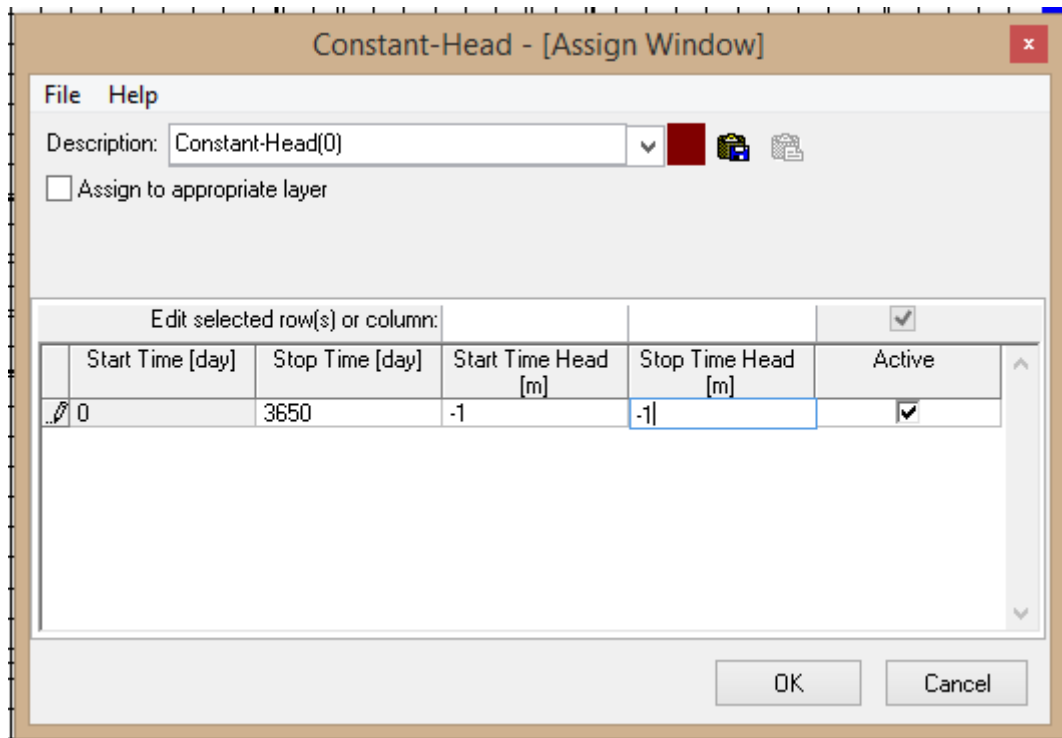 Constant-Head - [Assign Window]
x
File Help
Description: Constant-Head(0)
Assign to appropriate layer
Edit selected row(s) or column:
Start Time [day] Stop Time [day] Start Time Head [m] Stop Time Head [m] Active
0 3650 -1 -1
OK Cancel